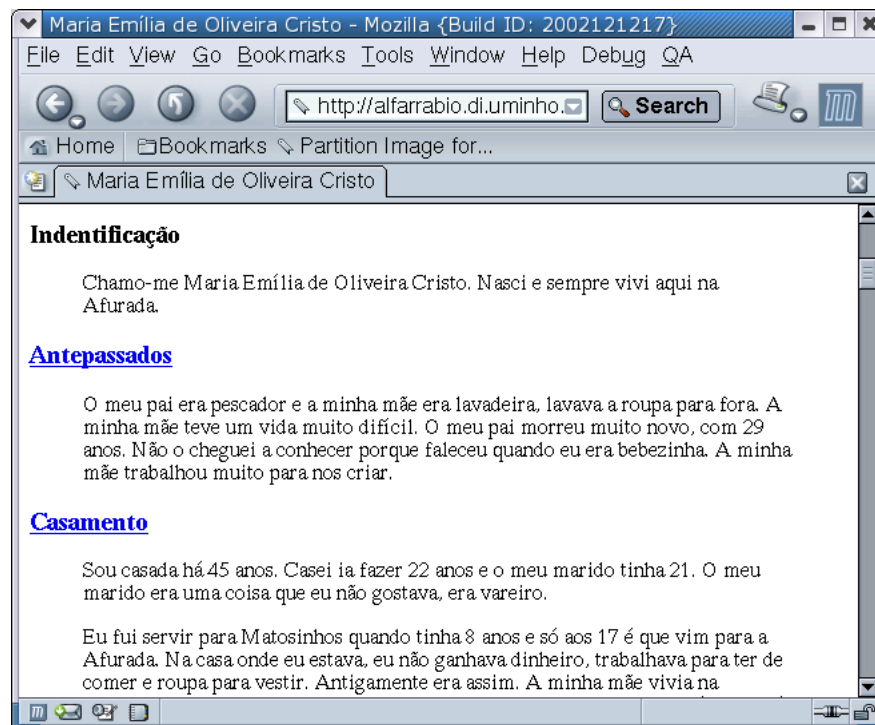 Maria Emília de Oliveira Cristo - Mozilla {Build ID: 2002121217}
File Edit View Go Bookmarks Tools Window Help Debug QA
http://alfarrabio.di.uminho. Search
Home Bookmarks Partition Image for...
Maria Emília de Oliveira Cristo
Indentificação
Chamo-me Maria Emília de Oliveira Cristo. Nasci e sempre vivi aqui na
Afurada.
Antepassados
O meu pai era pescador e a minha mãe era lavadeira, lavava a roupa para fora. A
minha mãe teve um vida muito difícil. O meu pai morreu muito novo, com 29
anos. Não o cheguei a conhecer porque faleceu quando eu era bebezinha. A minha
mãe trabalhou muito para nos criar.
Casamento
Sou casada há 45 anos. Casei ia fazer 22 anos e o meu marido tinha 21. O meu
marido era uma coisa que eu não gostava, era vareiro.
Eu fui servir para Matosinhos quando tinha 8 anos e só aos 17 é que vim para a
Afurada. Na casa onde eu estava, eu não ganhava dinheiro, trabalhava para ter de
comer e roupa para vestir. Antigamente era assim. A minha mãe vivia na